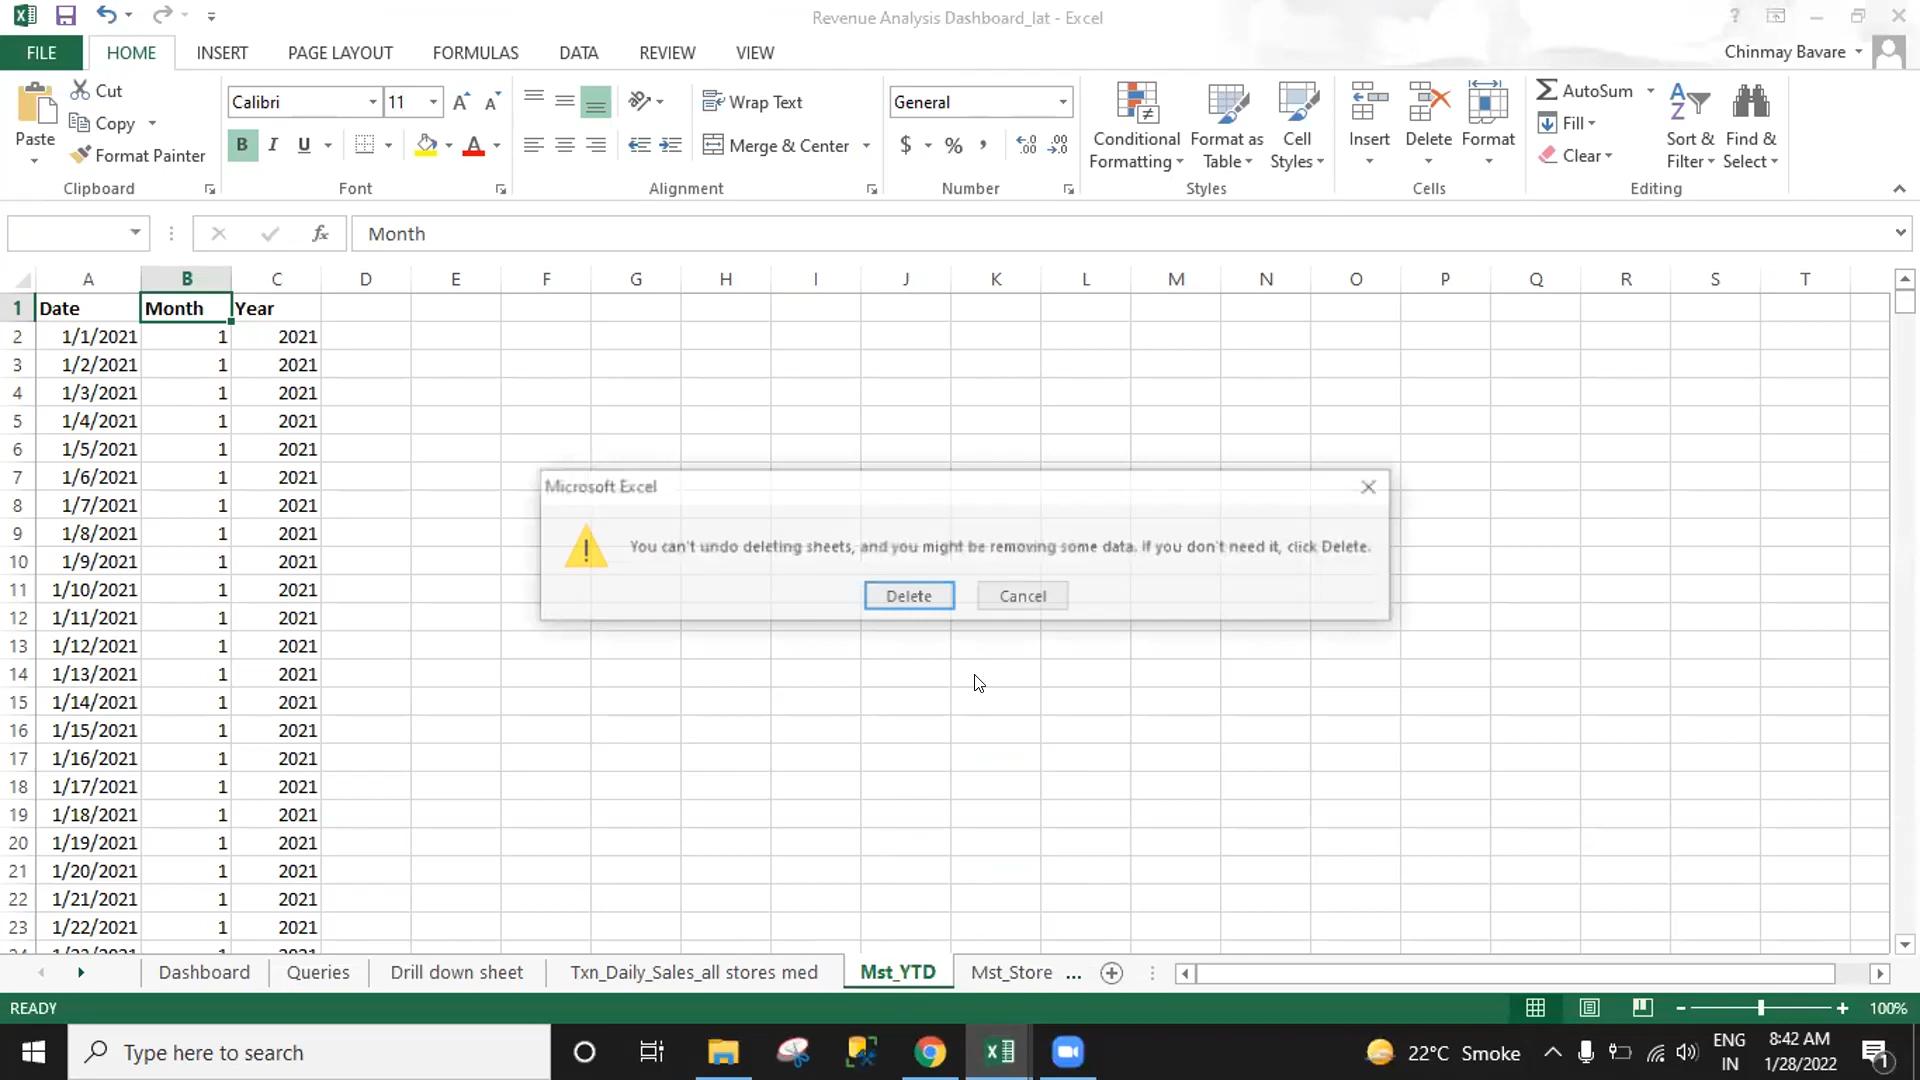 Revenue Analysis Dashboard_lat - Excel
?
FILE HOME INSERT PAGE LAYOUT FORMULAS DATA REVIEW VIEW
Chinmay Bavare
Paste
Cut
Copy
Format Painter
Clipboard
Calibri 11
B I U A
Font
Wrap Text
Merge & Center
Alignment
General
$ % ,
Number
Conditional Formatting
Format as Table
Cell Styles
Styles
Insert
Delete
Format
Cells
AutoSum
Fill
Clear
Sort & Filter
Find & Select
Editing
fx Month
A B C D E F G H I J K L M N O P Q R S T
1 Date Month Year
2 1/1/2021 1 2021
3 1/2/2021 1 2021
4 1/3/2021 1 2021
5 1/4/2021 1 2021
6 1/5/2021 1 2021
7 1/6/2021 1 2021
8 1/7/2021 1 2021
9 1/8/2021 1 2021
10 1/9/2021 1 2021
11 1/10/2021 1 2021
12 1/11/2021 1 2021
13 1/12/2021 1 2021
14 1/13/2021 1 2021
15 1/14/2021 1 2021
16 1/15/2021 1 2021
17 1/16/2021 1 2021
18 1/17/2021 1 2021
19 1/18/2021 1 2021
20 1/19/2021 1 2021
21 1/20/2021 1 2021
22 1/21/2021 1 2021
23 1/22/2021 1 2021
Microsoft Excel
You can't undo deleting sheets, and you might be removing some data. If you don't need it, click Delete.
Delete Cancel
Dashboard Queries Drill down sheet Txn_Daily_Sales_all stores med Mst_YTD Mst_Store ...
READY
100%
Type here to search
22°C Smoke
ENG
IN
8:42 AM
1/28/2022
1